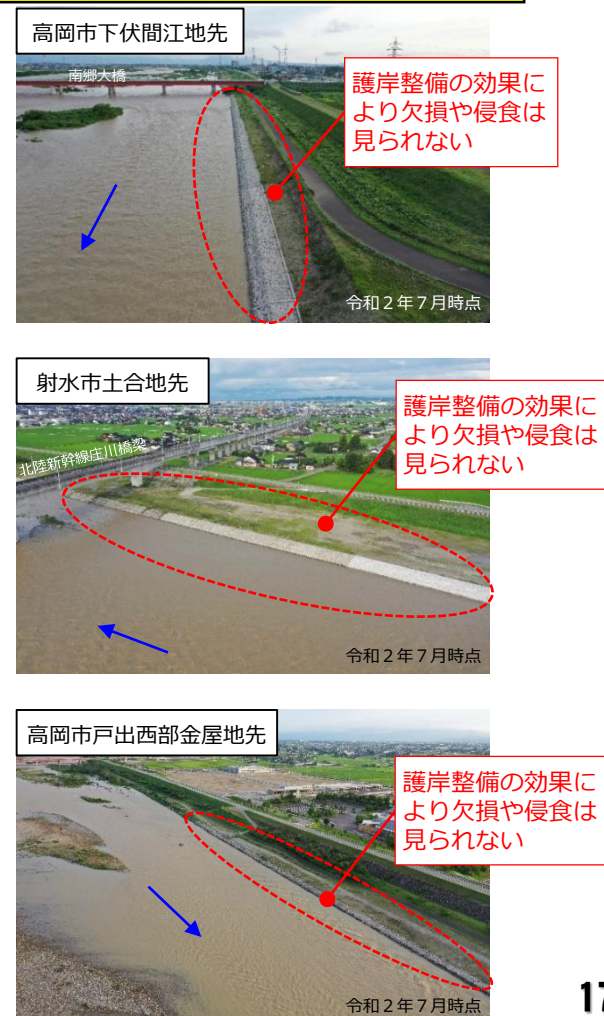 高岡市下伏間江地先
南郷大橋
護岸整備の効果に
より欠損や侵食は
見られない
令和２年７月時点
射水市土合地先
北陸新幹線庄川橋梁
護岸整備の効果に
より欠損や侵食は
見られない
令和２年７月時点
高岡市戸出西部金屋地先
護岸整備の効果に
より欠損や侵食は
見られない
令和２年７月時点
17